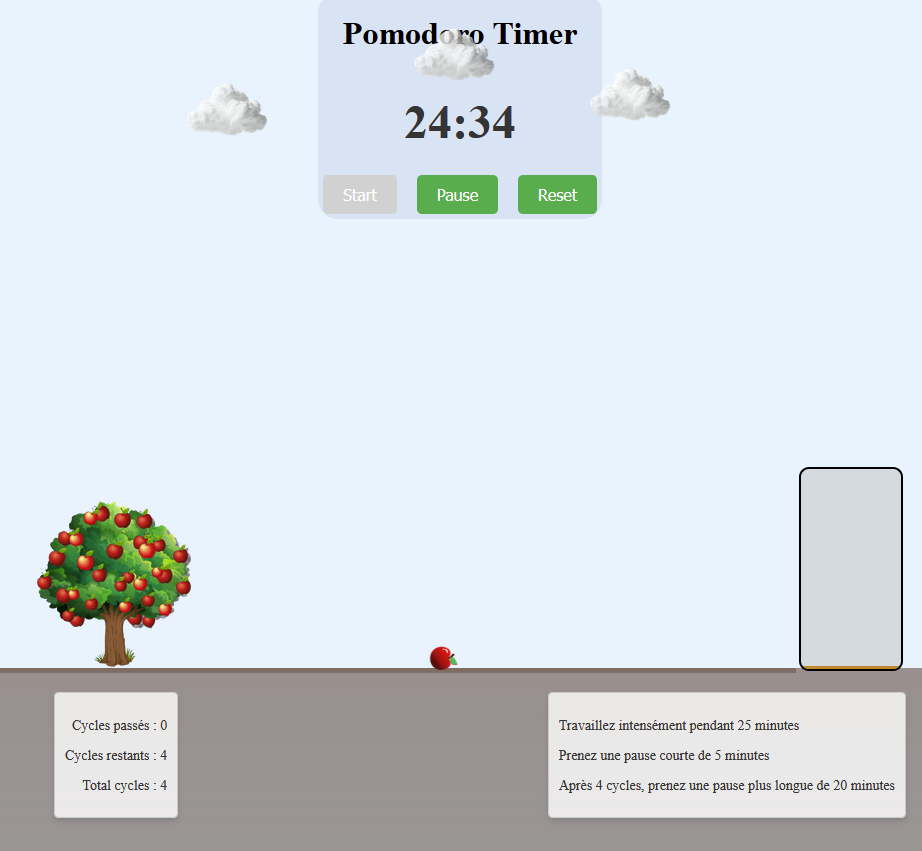 Pomodoro Timer
24:34
Start
Pause
Reset
Cycles passés : 0
Cycles restants : 4
Total cycles : 4
Travaillez intensément pendant 25 minutes
Prenez une pause courte de 5 minutes
Après 4 cycles, prenez une pause plus longue de 20 minutes